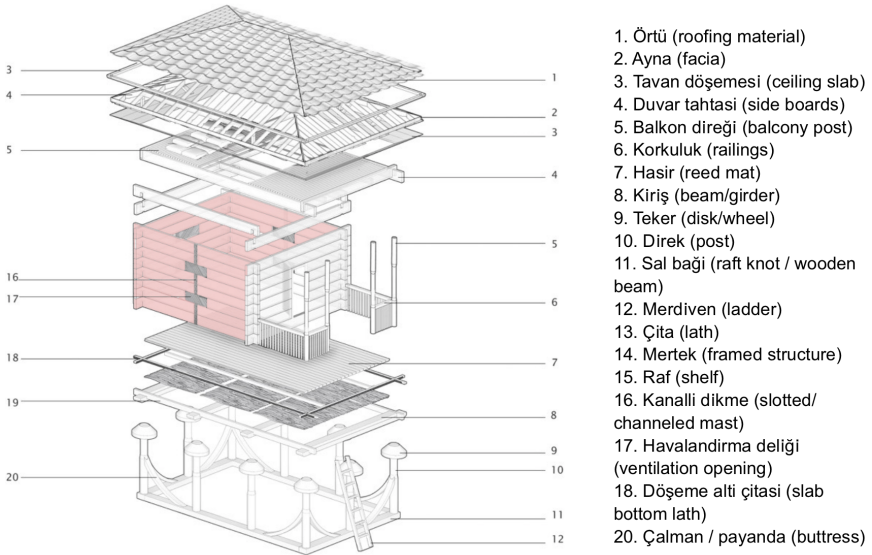 1
3
4
2
3
5
4
5
16
17
6
18
7
19
8
9
20
10
11
12
1. Örtü (roofing material)
2. Ayna (facia)
3. Tavan döşemesi (ceiling slab)
4. Duvar tahtasi (side boards)
5. Balkon direği (balcony post)
6. Korkuluk (railings)
7. Hasir (reed mat)
8. Kiriş (beam/girder)
9. Teker (disk/wheel)
10. Direk (post)
11. Sal baği (raft knot / wooden
beam)
12. Merdiven (ladder)
13. Çita (lath)
14. Mertek (framed structure)
15. Raf (shelf)
16. Kanalli dikme (slotted/
channeled mast)
17. Havalandirma deliği
(ventilation opening)
18. Döşeme alti çitasi (slab
bottom lath)
20. Çalman / payanda (buttress)